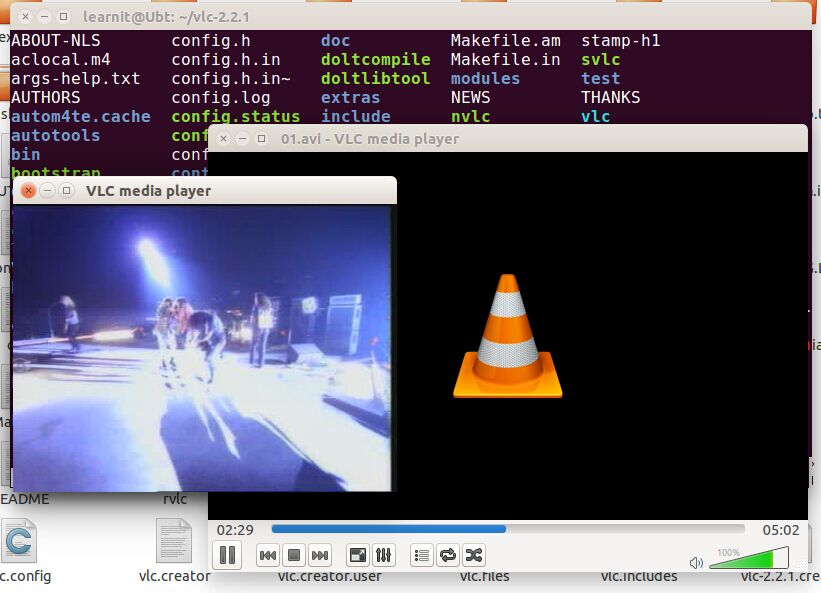 learnit@Ubt: ~/vlc-2.2.1
ABOUT-NLS config.h doc Makefile.am stamp-h1
aclocal.m4 config.h.in doltcompile Makefile.in svlc
args-help.txt config.h.in~ doltlibtool modules test
AUTHORS config.log extras NEWS THANKS
autom4te.cache config.status include nvlc vlc
autotools conf
bin conf
bootstrap cont
01.avi - VLC media player
VLC media player
02:29 05:02
100%
EADME rvlc
c.config vlc.creator vlc.creator.user vlc.files vlc.includes vlc-2.2.1.cre